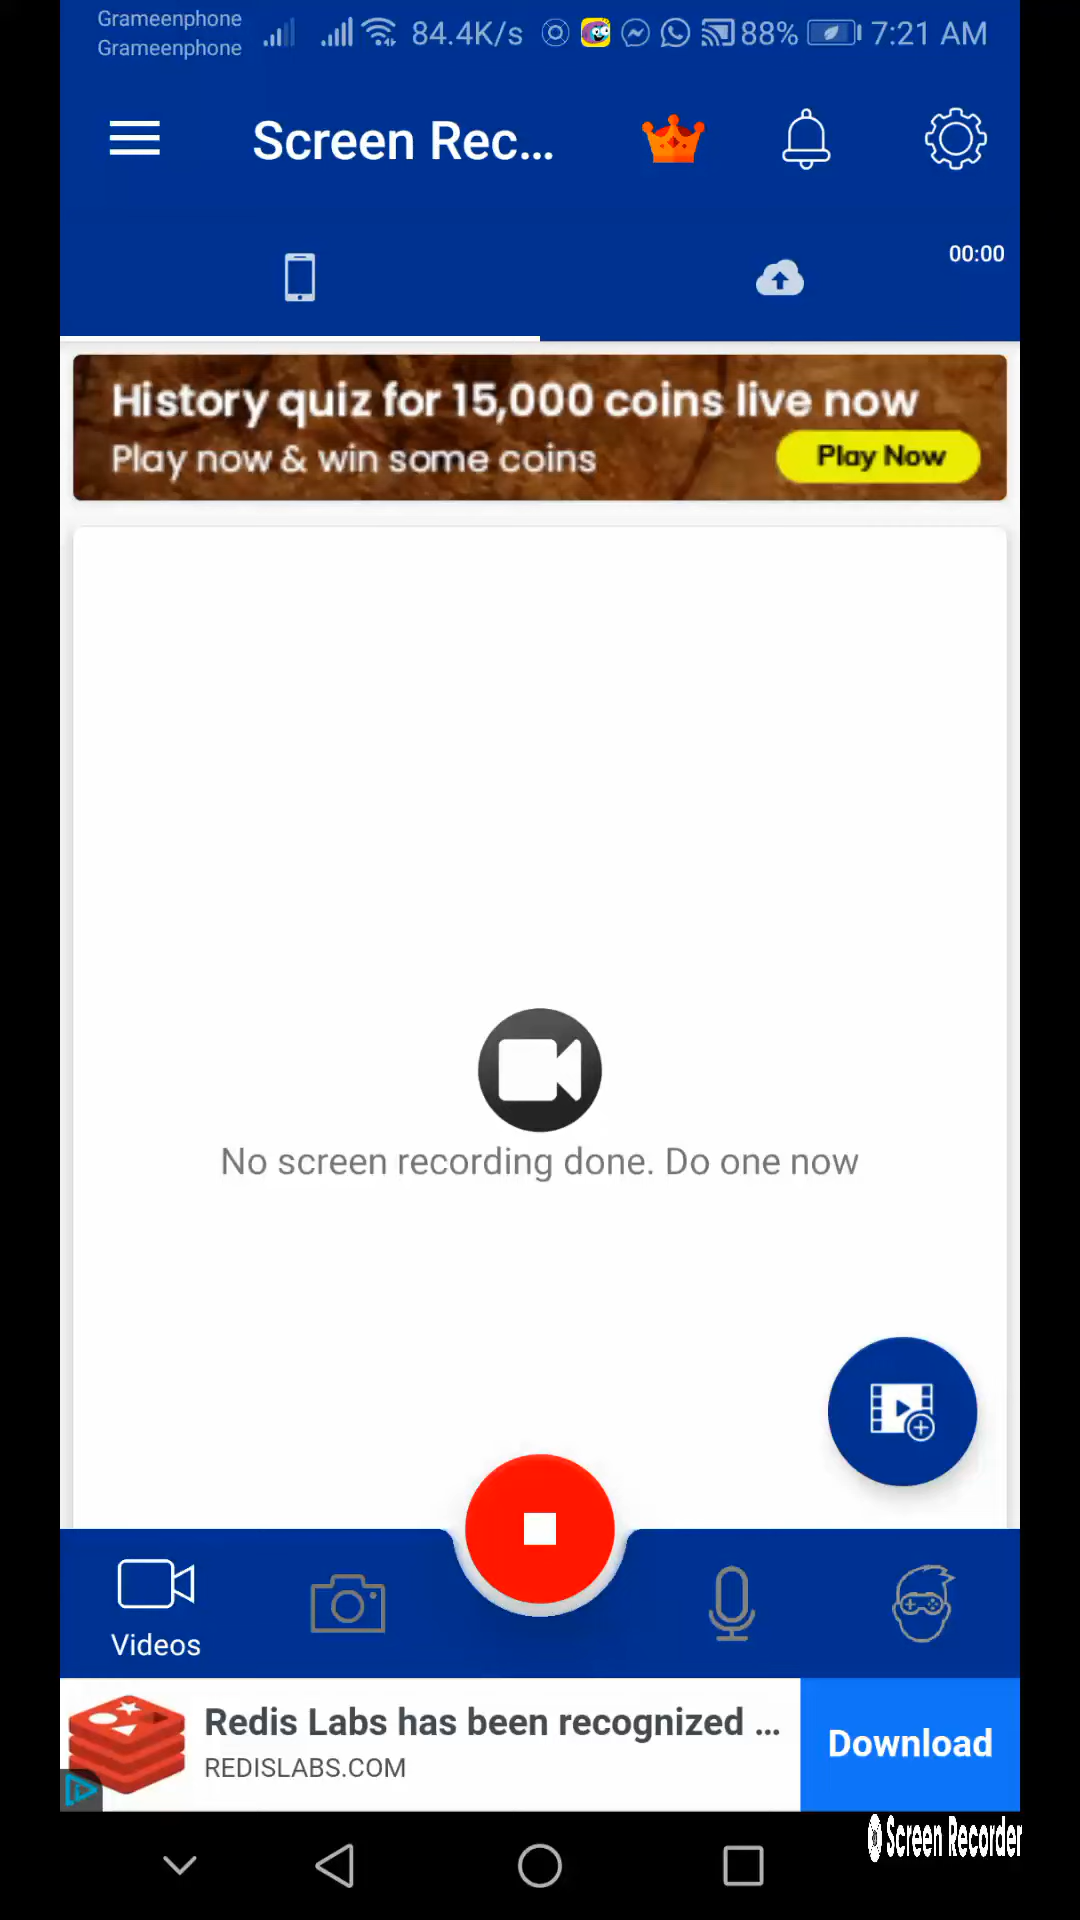 Grameenphone
Grameenphone
84.4K/s 88% 7:21 AM
Screen Rec...
00:00
History quiz for 15,000 coins live now
Play now & win some coins
Play Now
No screen recording done. Do one now
Videos
Redis Labs has been recognized ...
REDISLABS.COM
Download
Screen Recorder